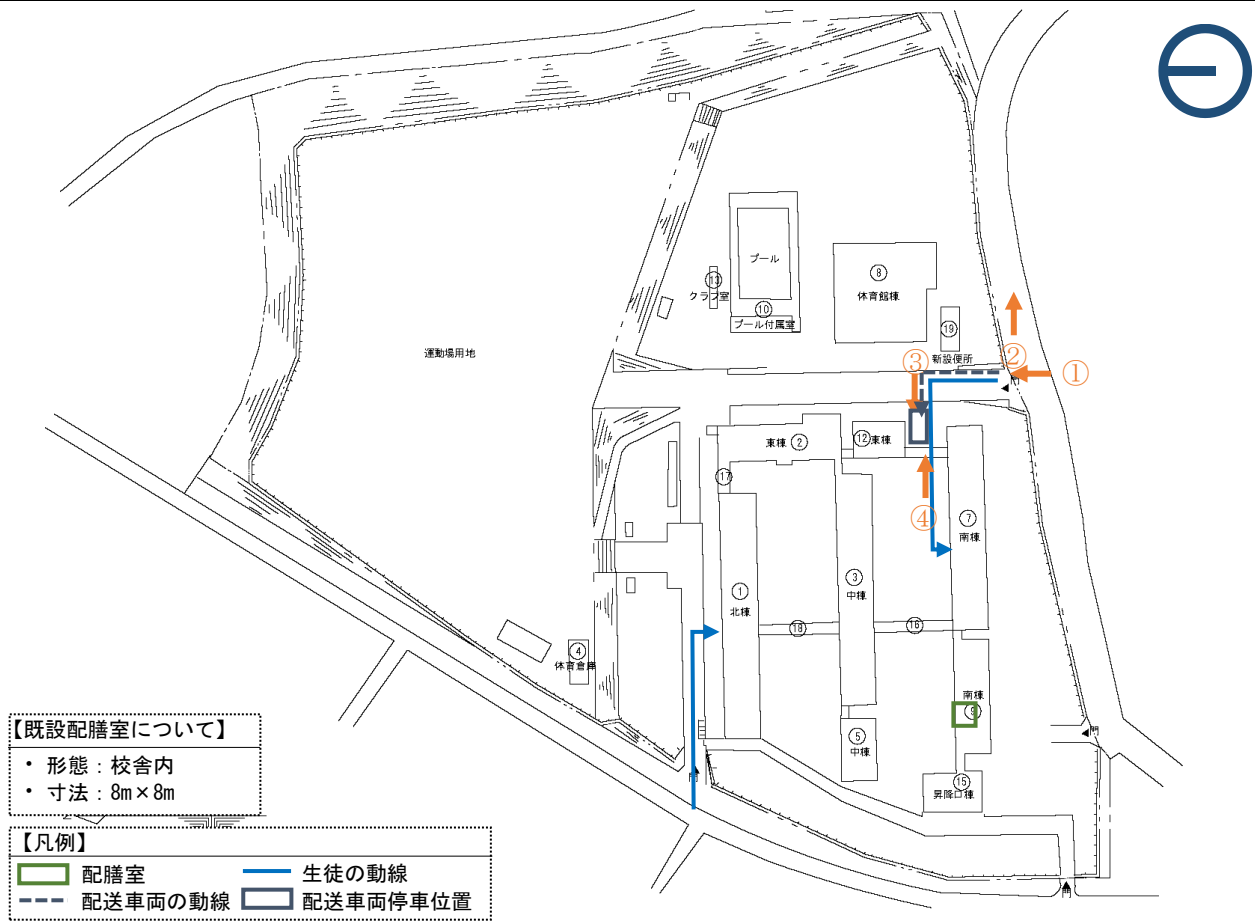 プール
⑧
体育館棟
⑬
クラブ室
⑩
プール付属室
⑲
新設便所
運動場用地
③
②
①
門
東棟 ②
⑫ 東棟
⑰
④
⑦
南棟
③
中棟
①
北棟
⑱
⑯
④
体育倉庫
南棟
⑨
⑤
中棟
門
門
⑮
昇降口棟
門
【既設配膳室について】
・ 形態：校舎内
・ 寸法：8m×8m
【凡例】
配膳室
生徒の動線
配送車両の動線
配送車両停車位置